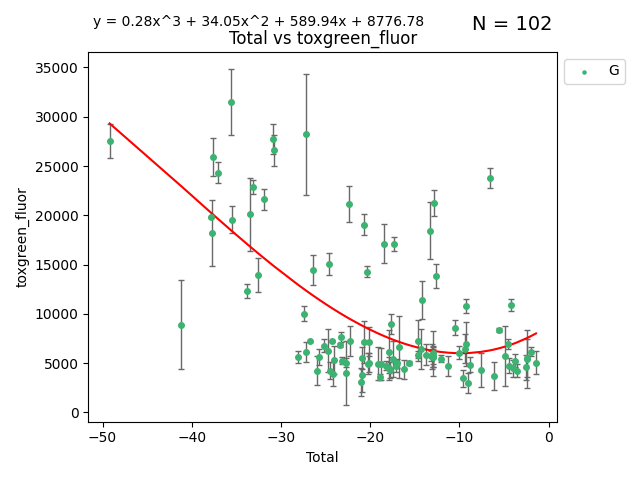 y = 0.28x^3 + 34.05x^2 + 589.94x + 8776.78
N = 102
Total vs toxgreen_fluor
G
35000
30000
25000
20000
15000
10000
5000
0
toxgreen_fluor
−50
−40
−30
−20
−10
0
Total